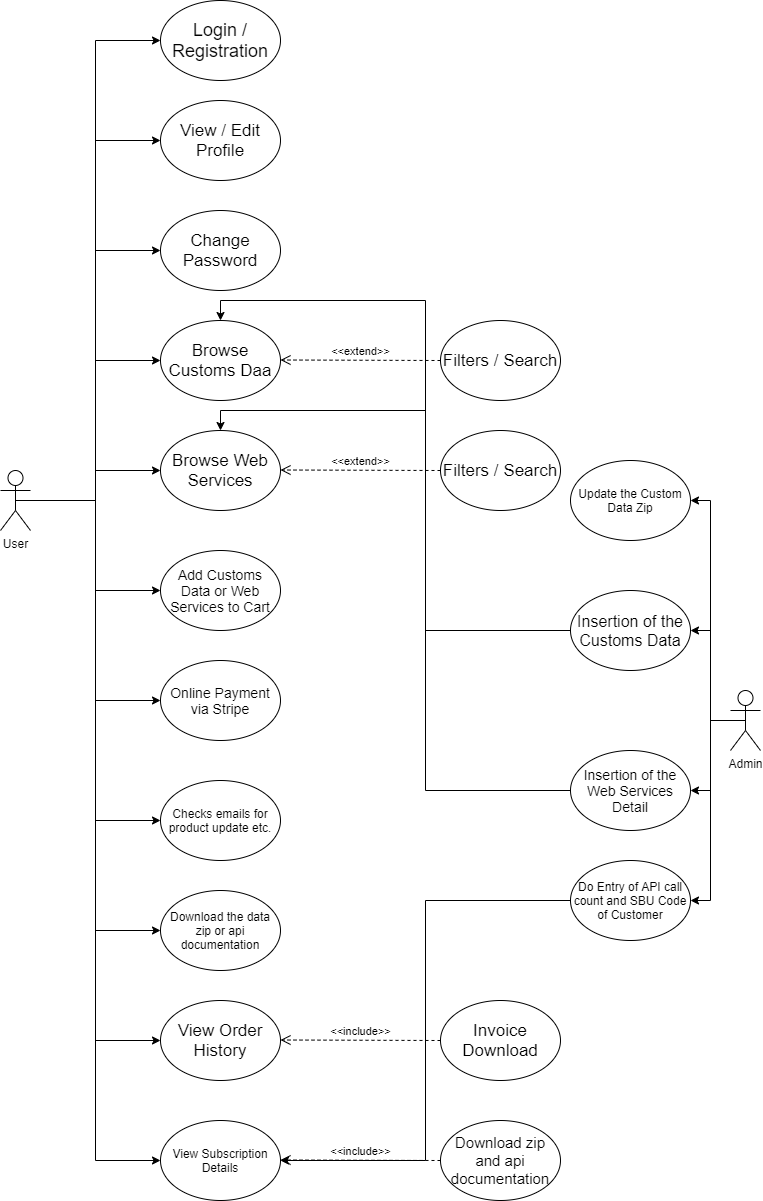 Login /
Registration
View / Edit
Profile
Change
Password
Browse
Customs Daa
<<extend>>
Filters / Search
Browse Web
Services
<<extend>>
Filters / Search
Update the Custom
Data Zip
User
Add Customs
Data or Web
Services to Cart
Insertion of the
Customs Data
Online Payment
via Stripe
Admin
Insertion of the
Web Services
Detail
Checks emails for
product update etc.
Do Entry of API call
count and SBU Code
of Customer
Download the data
zip or api
documentation
View Order
History
<<include>>
Invoice
Download
View Subscription
Details
<<include>>
Download zip
and api
documentation